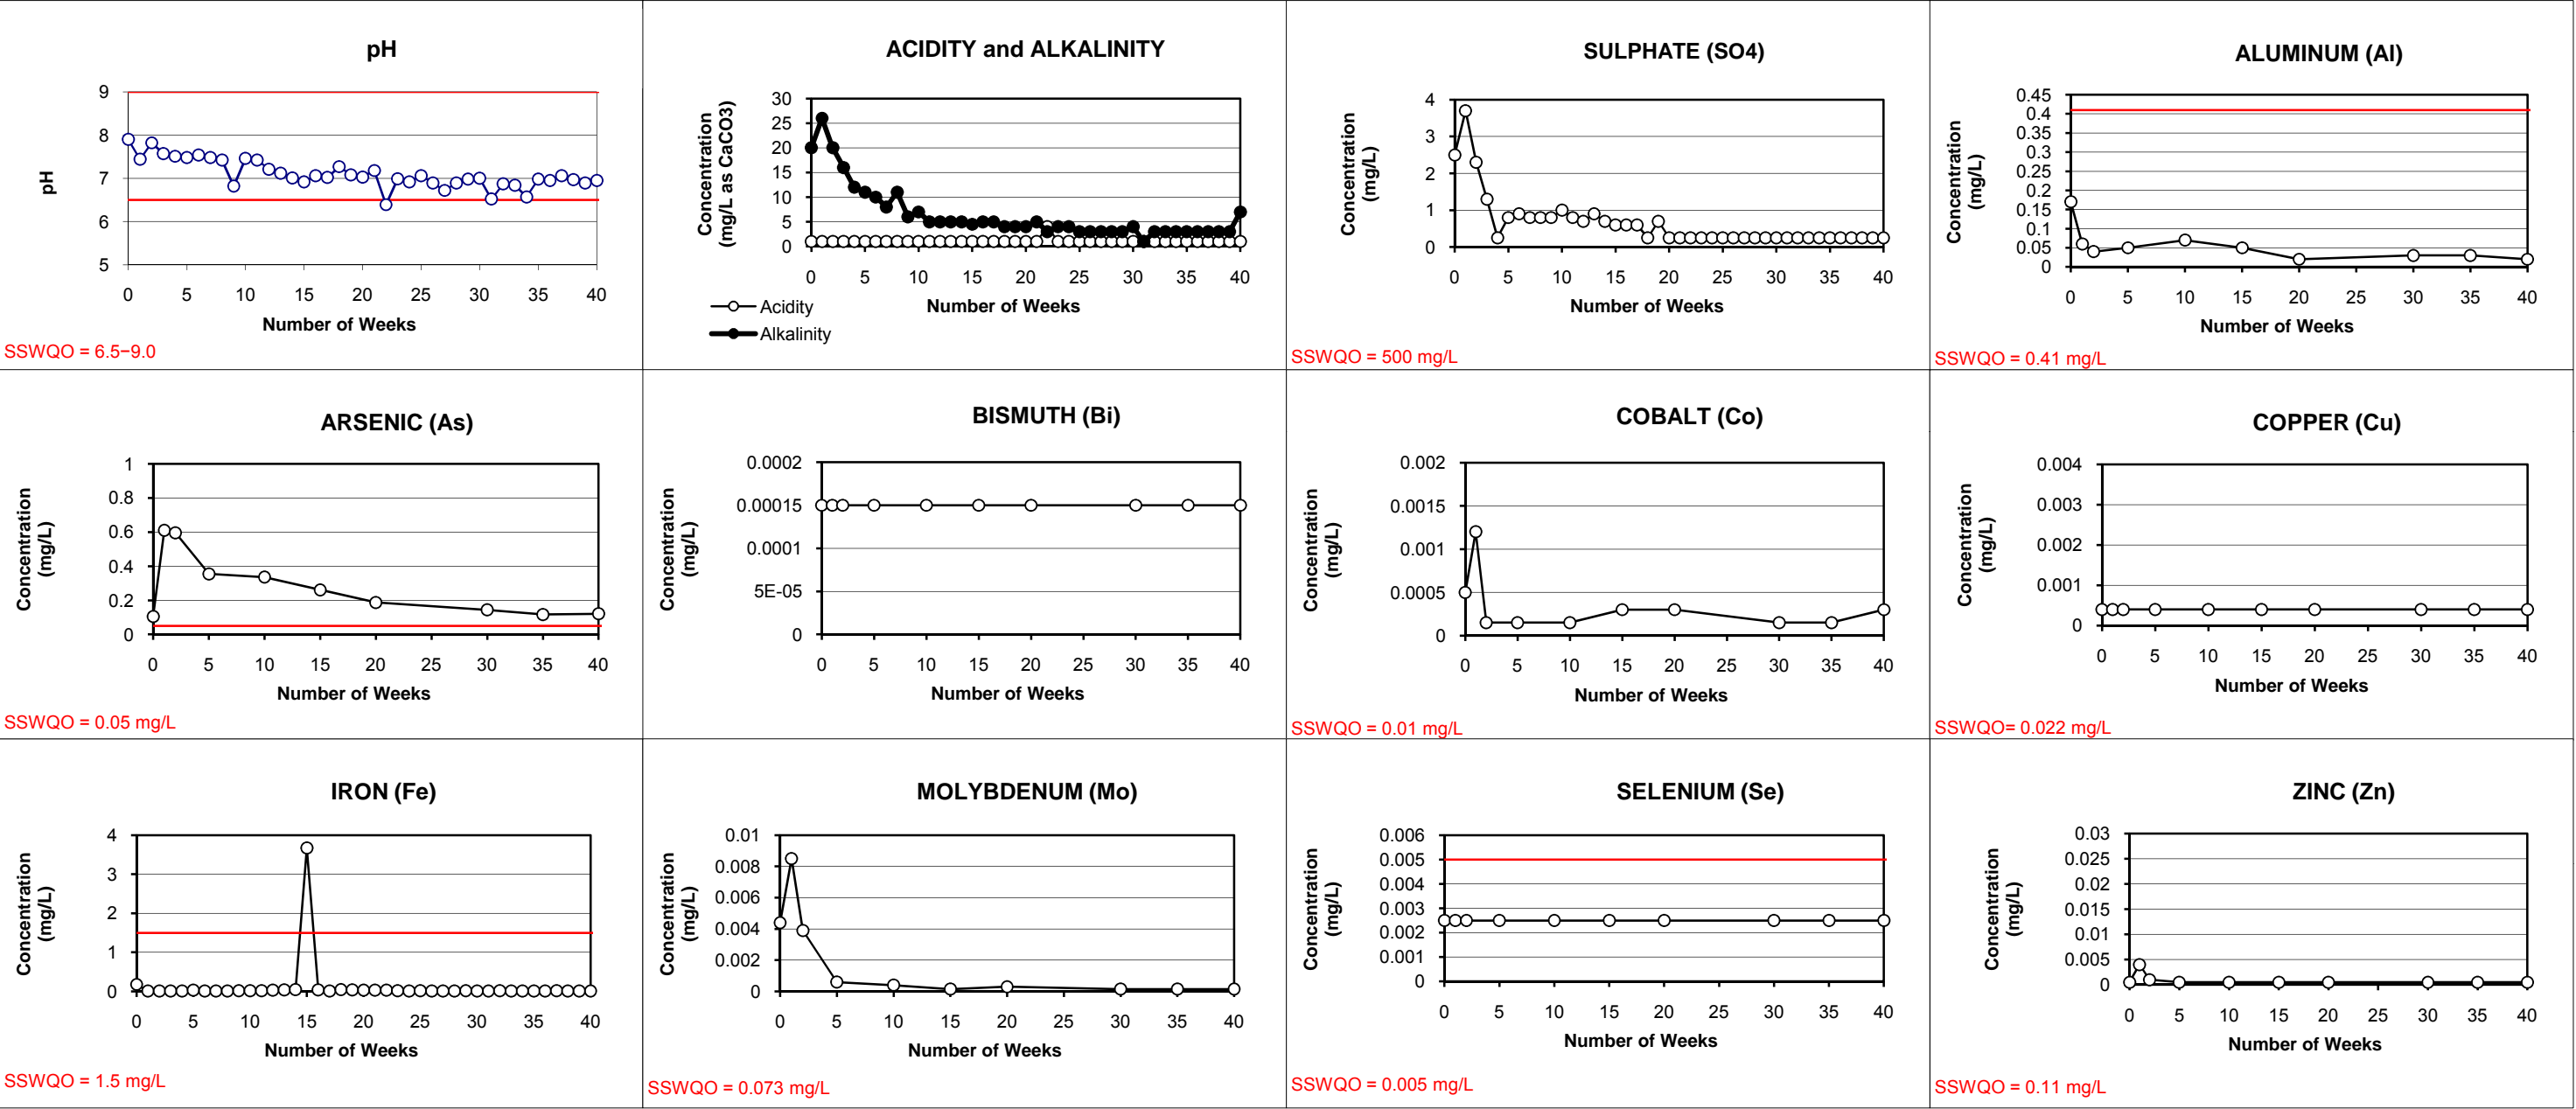 pH
9
8
7
6
5
pH
0 5 10 15 20 25 30 35 40
Number of Weeks
SSWQO = 6.5−9.0
ACIDITY and ALKALINITY
30
25
20
15
10
5
0
Concentration
(mg/L as CaCO3)
0 5 10 15 20 25 30 35 40
Number of Weeks
Acidity
Alkalinity
SULPHATE (SO4)
4
3
2
1
0
Concentration
(mg/L)
0 5 10 15 20 25 30 35 40
Number of Weeks
SSWQO = 500 mg/L
ALUMINUM (Al)
0.45
0.4
0.35
0.3
0.25
0.2
0.15
0.1
0.05
0
Concentration
(mg/L)
0 5 10 15 20 25 30 35 40
Number of Weeks
SSWQO = 0.41 mg/L
ARSENIC (As)
1
0.8
0.6
0.4
0.2
0
Concentration
(mg/L)
0 5 10 15 20 25 30 35 40
Number of Weeks
SSWQO = 0.05 mg/L
BISMUTH (Bi)
0.0002
0.00015
0.0001
5E-05
0
Concentration
(mg/L)
0 5 10 15 20 25 30 35 40
Number of Weeks
COBALT (Co)
0.002
0.0015
0.001
0.0005
0
Concentration
(mg/L)
0 5 10 15 20 25 30 35 40
Number of Weeks
SSWQO = 0.01 mg/L
COPPER (Cu)
0.004
0.003
0.002
0.001
0
Concentration
(mg/L)
0 5 10 15 20 25 30 35 40
Number of Weeks
SSWQO= 0.022 mg/L
IRON (Fe)
4
3
2
1
0
Concentration
(mg/L)
0 5 10 15 20 25 30 35 40
Number of Weeks
SSWQO = 1.5 mg/L
MOLYBDENUM (Mo)
0.01
0.008
0.006
0.004
0.002
0
Concentration
(mg/L)
0 5 10 15 20 25 30 35 40
Number of Weeks
SSWQO = 0.073 mg/L
SELENIUM (Se)
0.006
0.005
0.004
0.003
0.002
0.001
0
Concentration
(mg/L)
0 5 10 15 20 25 30 35 40
Number of Weeks
SSWQO = 0.005 mg/L
ZINC (Zn)
0.03
0.025
0.02
0.015
0.01
0.005
0
Concentration
(mg/L)
0 5 10 15 20 25 30 35 40
Number of Weeks
SSWQO = 0.11 mg/L